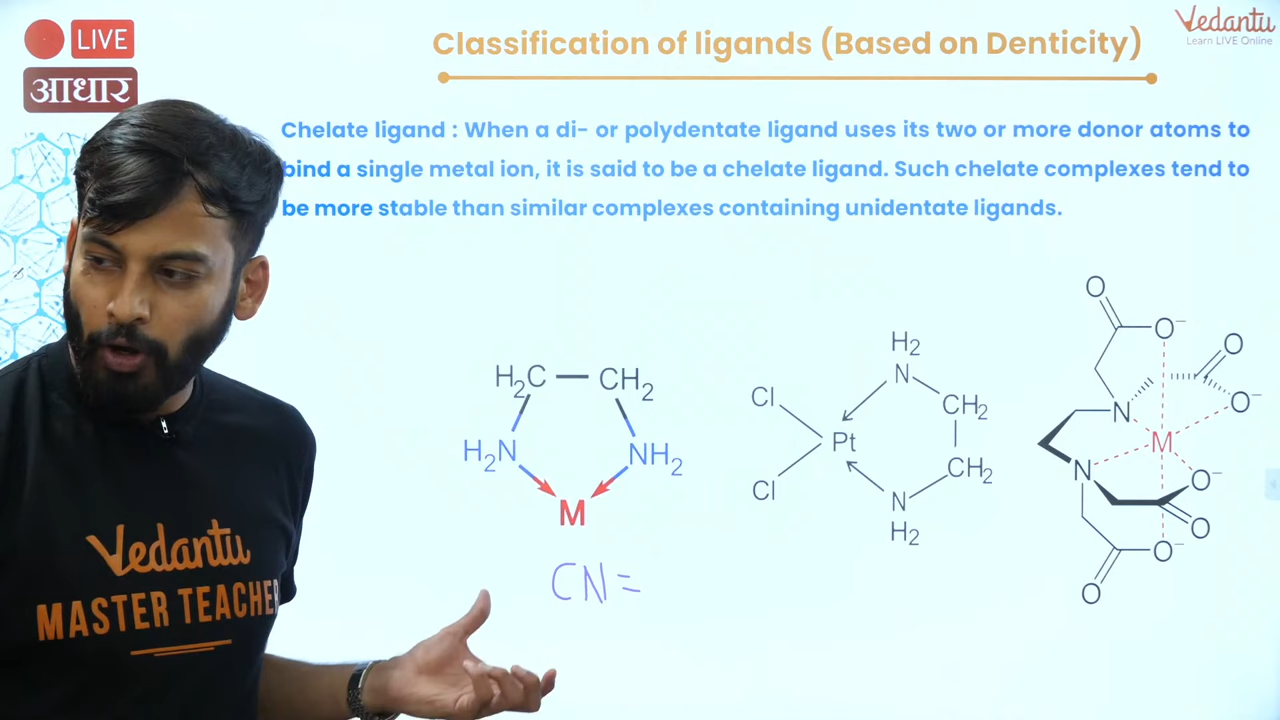 LIVE
आधार
Classification of ligands (Based on Denticity)
Vedantu
Learn LIVE Online
Chelate ligand : When a di- or polydentate ligand uses its two or more donor atoms to
bind a single metal ion, it is said to be a chelate ligand. Such chelate complexes tend to
be more stable than similar complexes containing unidentate ligands.
H₂C — CH₂
H₂N NH₂
M
CN =
H₂
N
Cl
CH₂
Pt
CH₂
Cl
N
H₂
O
O⁻
O
N
O⁻
M
N
O⁻
O
O⁻
O
Vedantu
MASTER TEACHER